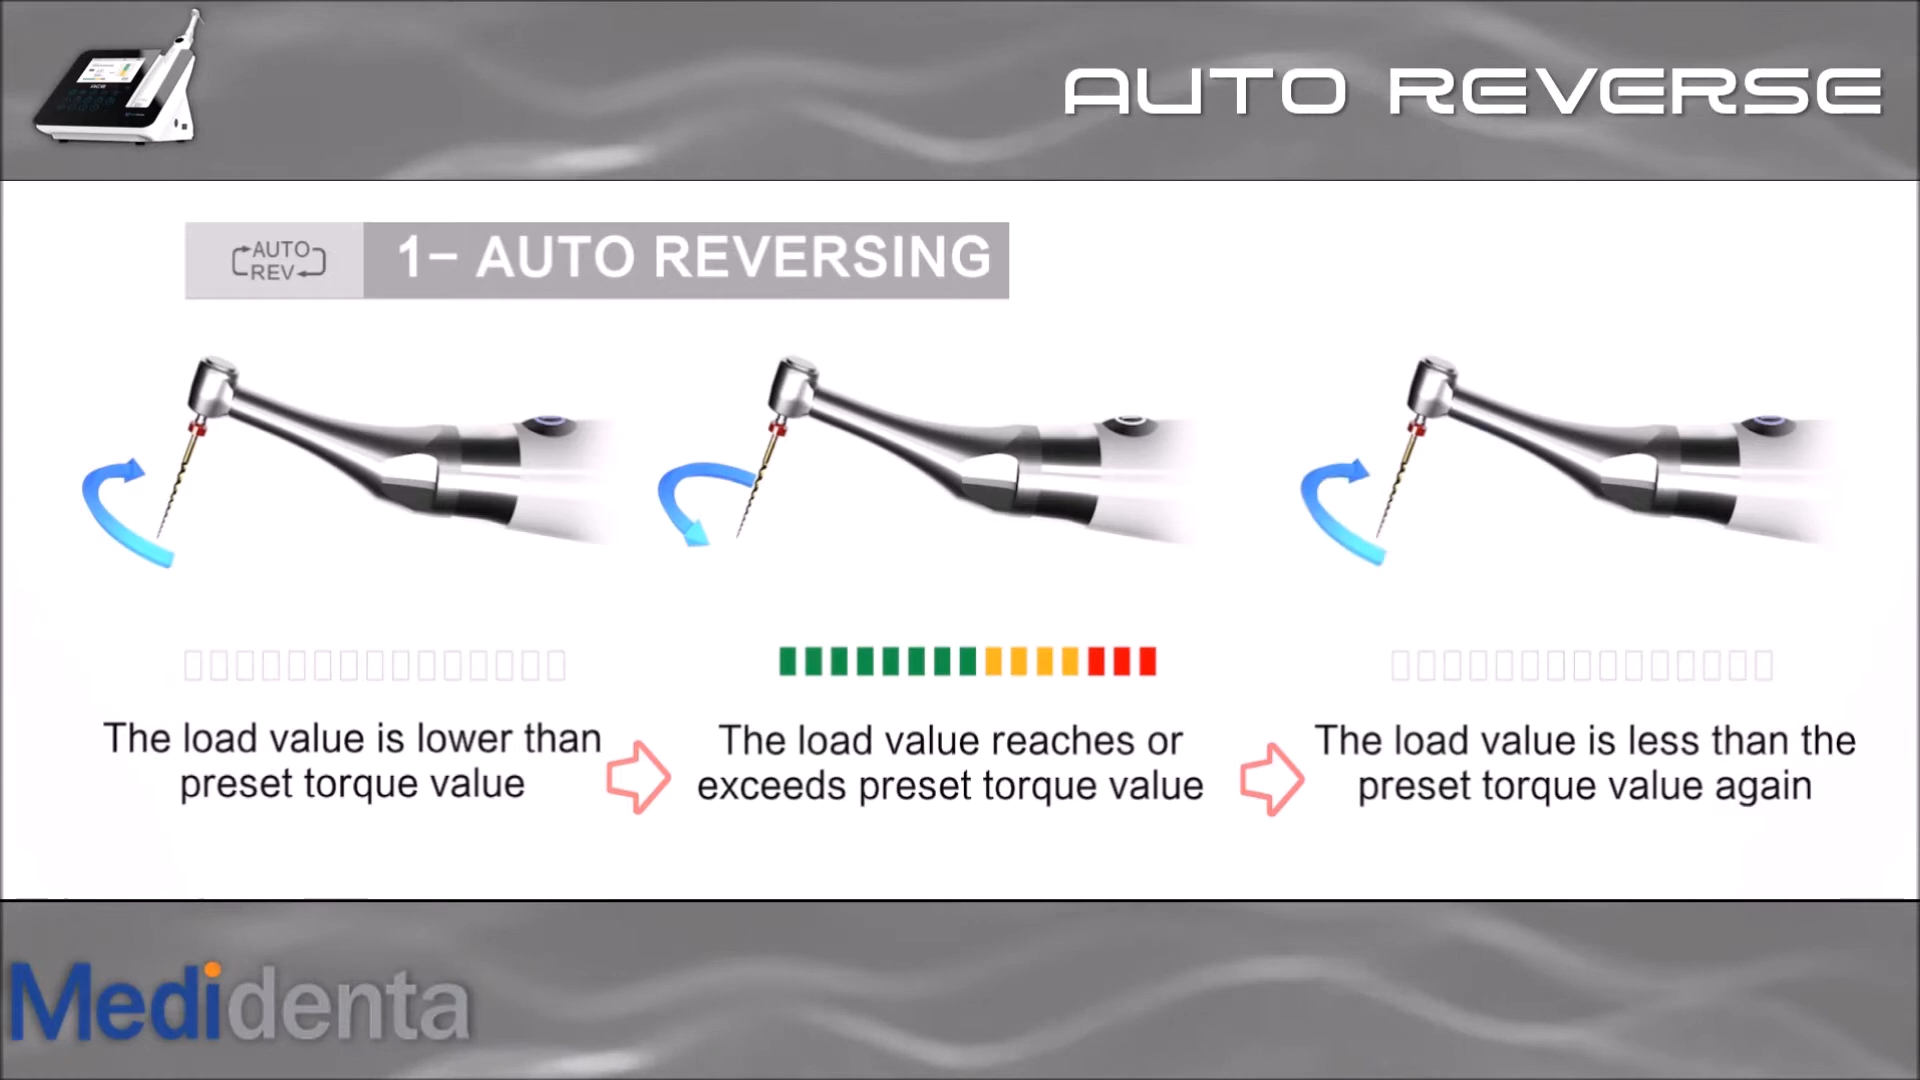 AUTO REVERSE
AUTO
REV
1– AUTO REVERSING
The load value is lower than
preset torque value
The load value reaches or
exceeds preset torque value
The load value is less than the
preset torque value again
Medidenta